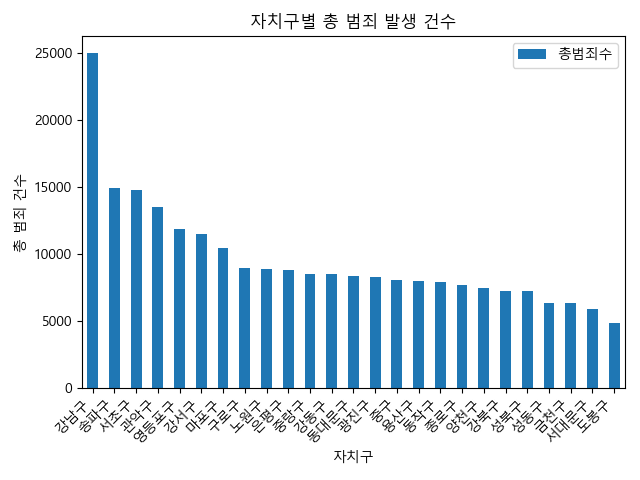 자치구별 총 범죄 발생 건수
총범죄수
총 범죄 건수
25000
20000
15000
10000
5000
0
강남구
송파구
서초구
관악구
영등포구
강서구
마포구
구로구
노원구
은평구
중랑구
강동구
동대문구
광진구
중구
용산구
동작구
종로구
양천구
강북구
성북구
성동구
금천구
서대문구
도봉구
자치구